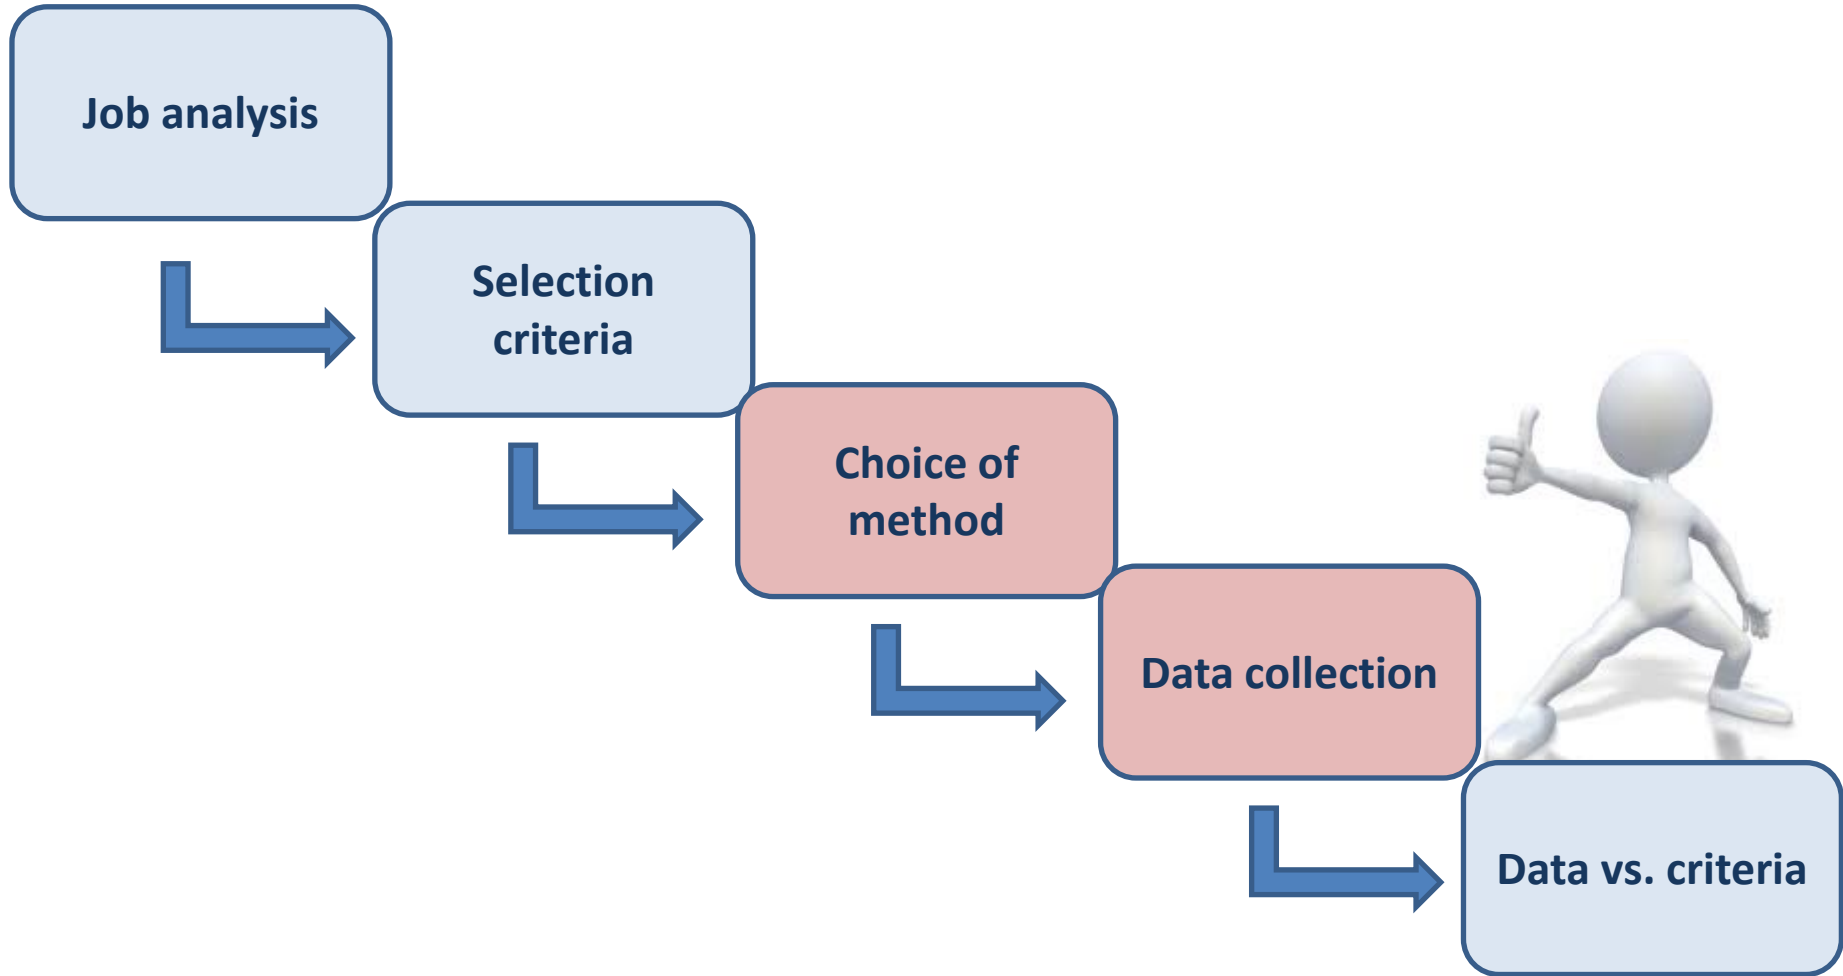 Job analysis
Selection
criteria
Choice of
method
Data collection
Data vs. criteria